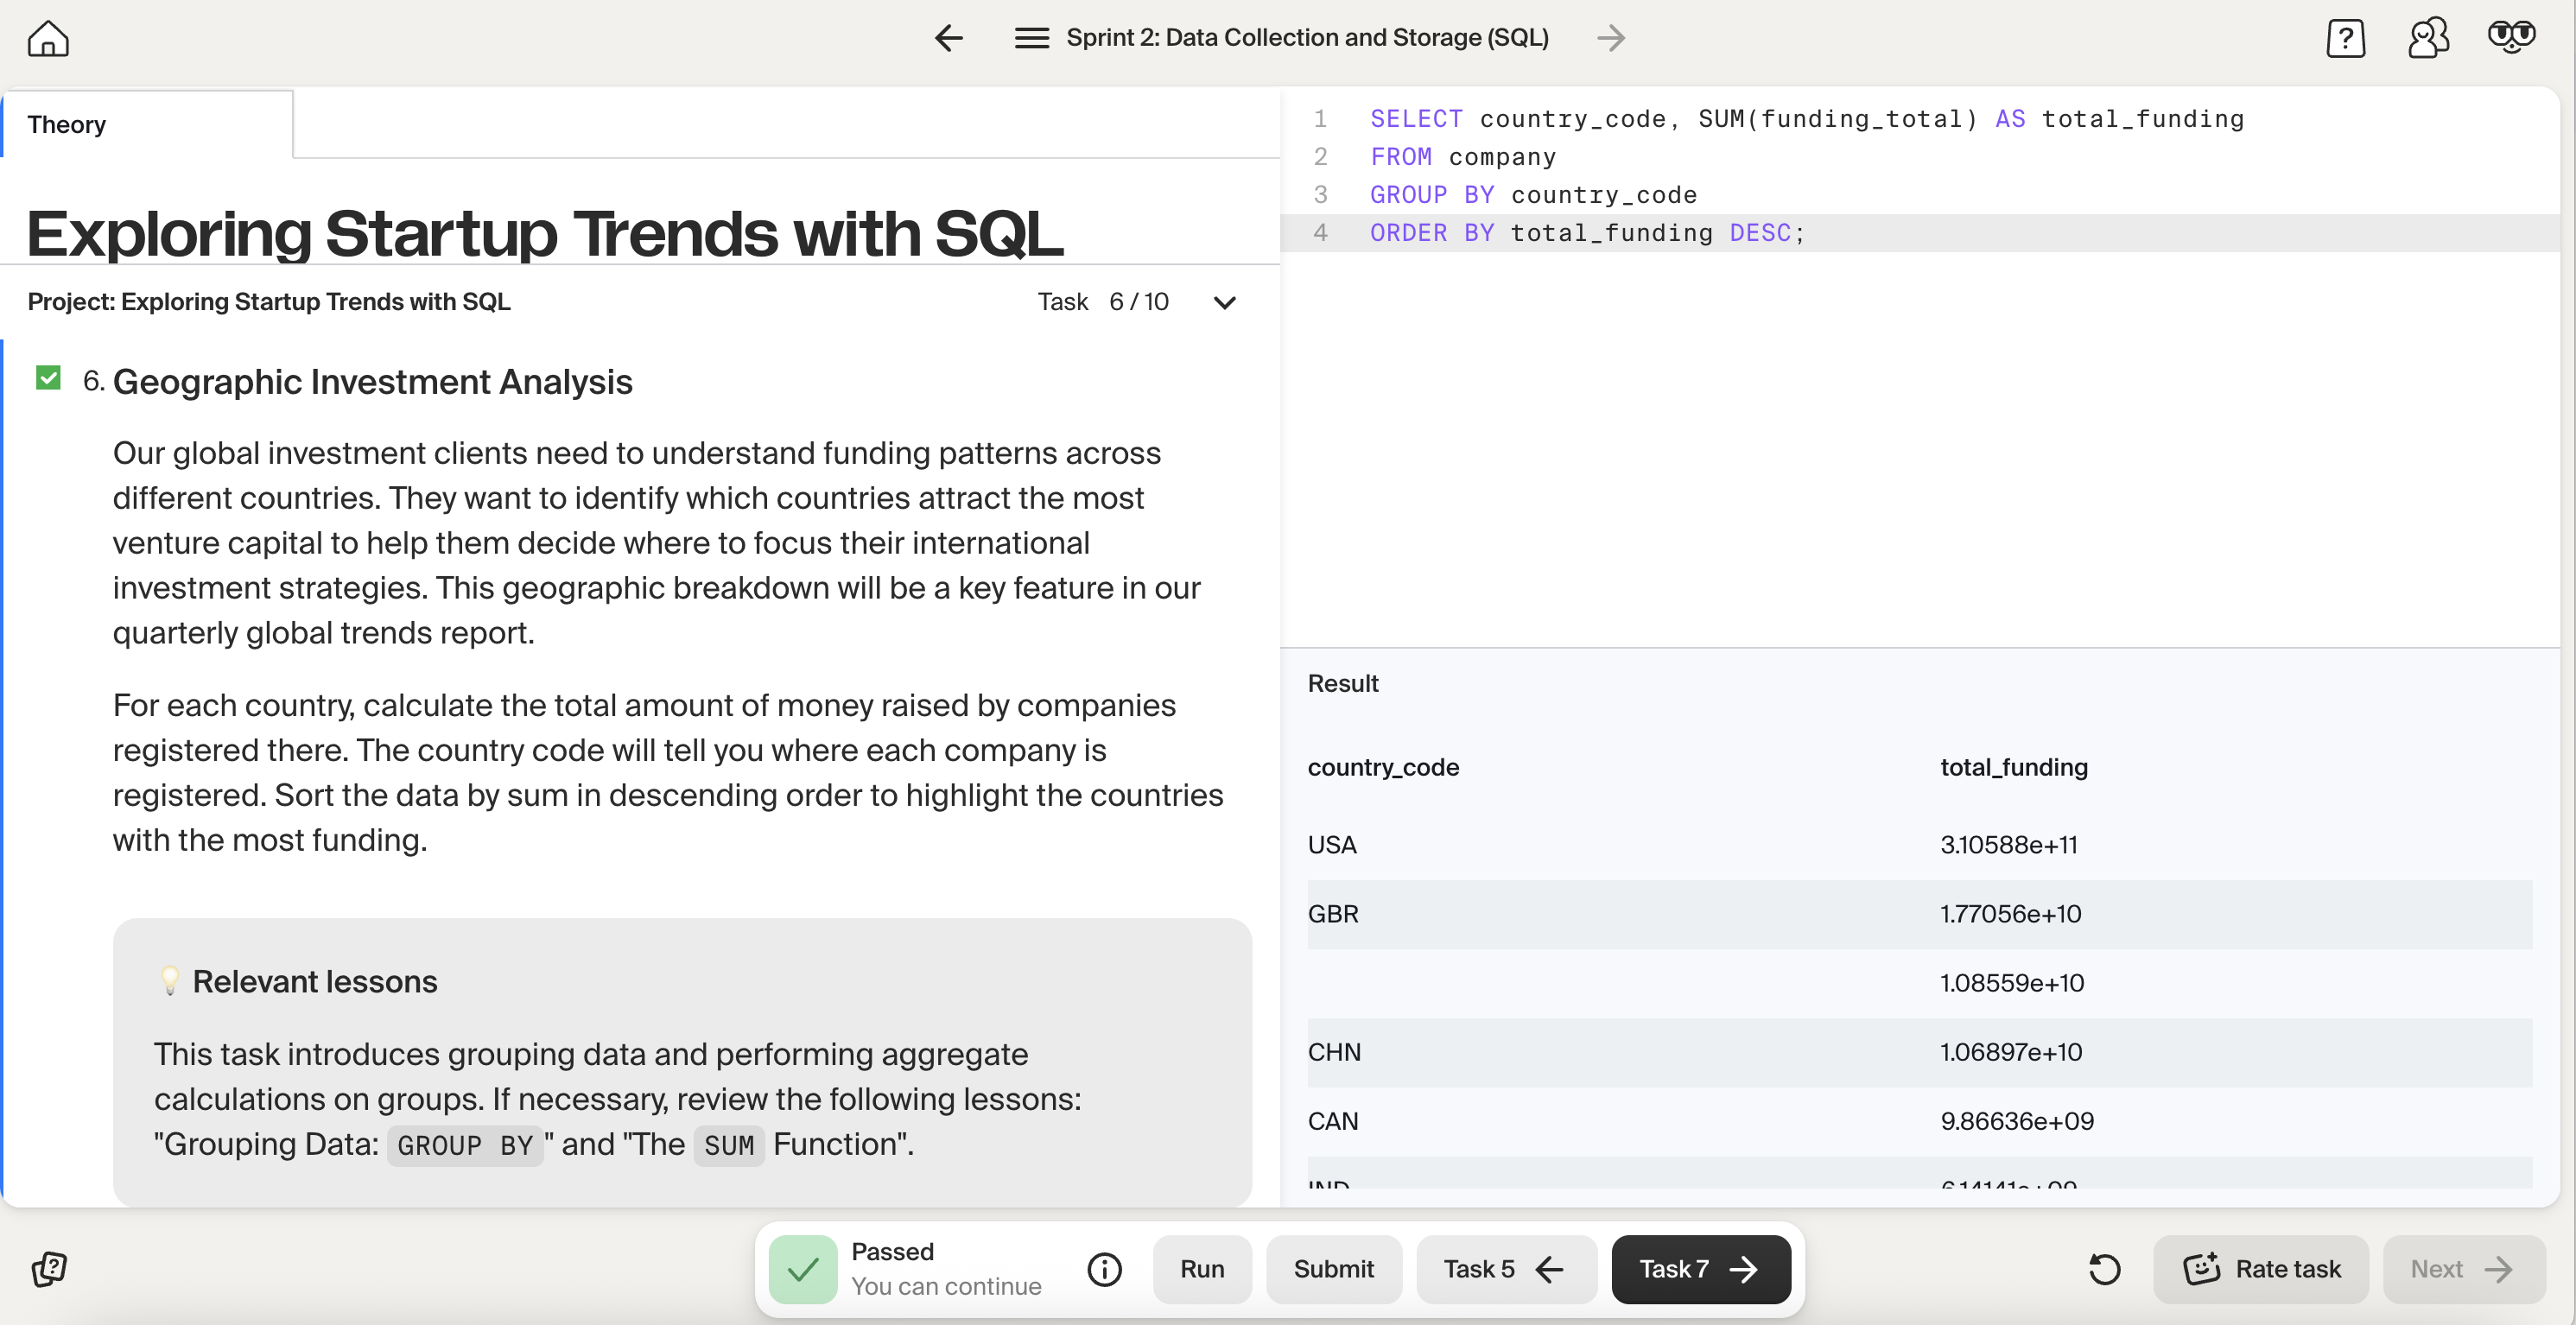 Sprint 2: Data Collection and Storage (SQL)
Theory
Exploring Startup Trends with SQL
Project: Exploring Startup Trends with SQL
Task 6 / 10
6. Geographic Investment Analysis
Our global investment clients need to understand funding patterns across
different countries. They want to identify which countries attract the most
venture capital to help them decide where to focus their international
investment strategies. This geographic breakdown will be a key feature in our
quarterly global trends report.
For each country, calculate the total amount of money raised by companies
registered there. The country code will tell you where each company is
registered. Sort the data by sum in descending order to highlight the countries
with the most funding.
Relevant lessons
This task introduces grouping data and performing aggregate
calculations on groups. If necessary, review the following lessons:
"Grouping Data: GROUP BY" and "The SUM Function".
1 SELECT country_code, SUM(funding_total) AS total_funding
2 FROM company
3 GROUP BY country_code
4 ORDER BY total_funding DESC;
Result
country_code total_funding
USA 3.10588e+11
GBR 1.77056e+10
1.08559e+10
CHN 1.06897e+10
CAN 9.86636e+09
IND 6.14141e+09
Passed
You can continue
Run
Submit
Task 5
Task 7
Rate task
Next